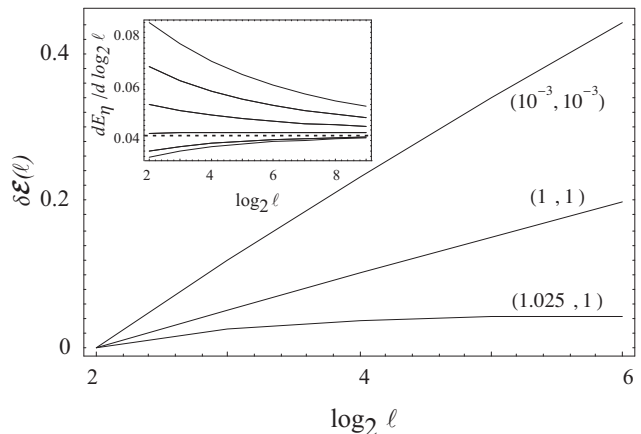 0.4
0.2
0
δℰ(ℓ)
2
4
6
log₂ ℓ
(10⁻³, 10⁻³)
(1 , 1)
(1.025 , 1)
0.08
0.06
0.04
dE_η /d log₂ ℓ
2
4
6
8
log₂ ℓ